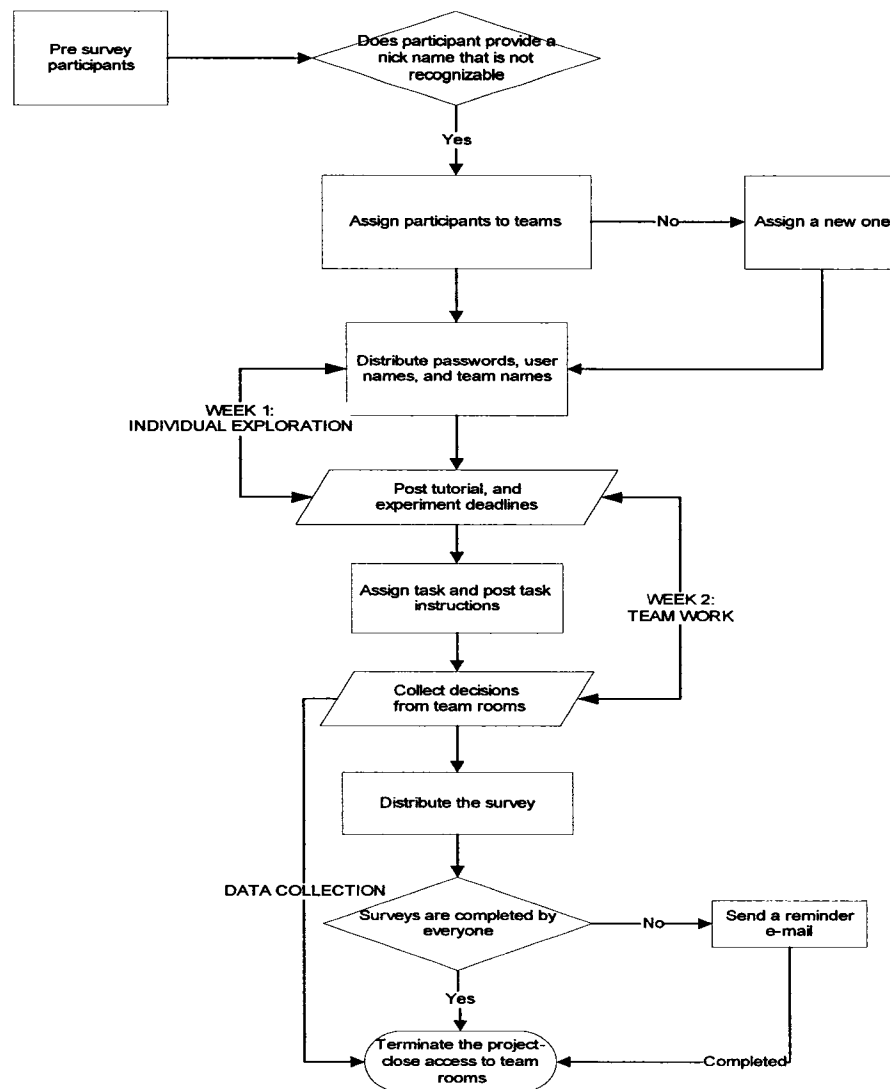 Pre survey
participants
Does participant provide a
nick name that is not
recognizable
Yes
Assign participants to teams
No
Assign a new one
Distribute passwords, user
names, and team names
WEEK 1:
INDIVIDUAL EXPLORATION
Post tutorial, and
experiment deadlines
Assign task and post task
instructions
WEEK 2:
TEAM WORK
Collect decisions
from team rooms
Distribute the survey
DATA COLLECTION
Surveys are completed by
everyone
No
Send a reminder
e-mail
Yes
Terminate the project-
close access to team
rooms
Completed